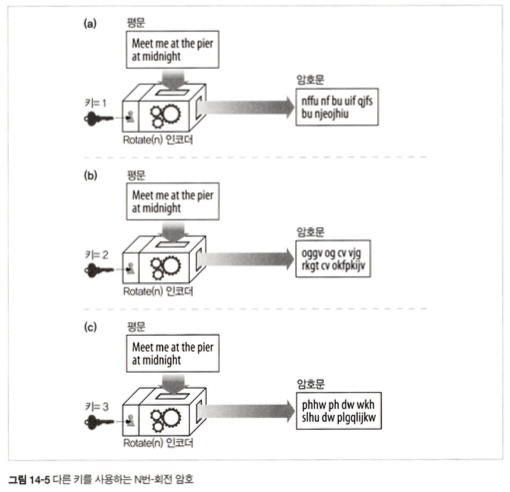 (a)
평문
Meet me at the pier
at midnight
키= 1
Rotate(n) 인코더
암호문
nffu nf bu uif qjfs
bu njeojhiu
(b)
평문
Meet me at the pier
at midnight
키= 2
Rotate(n) 인코더
암호문
oggv og cv vjg
rkgt cv okfpkijv
(c)
평문
Meet me at the pier
at midnight
키= 3
Rotate(n) 인코더
암호문
phhw ph dw wkh
slhu dw plgqlijkw
그림 14-5 다른 키를 사용하는 N번-회전 암호